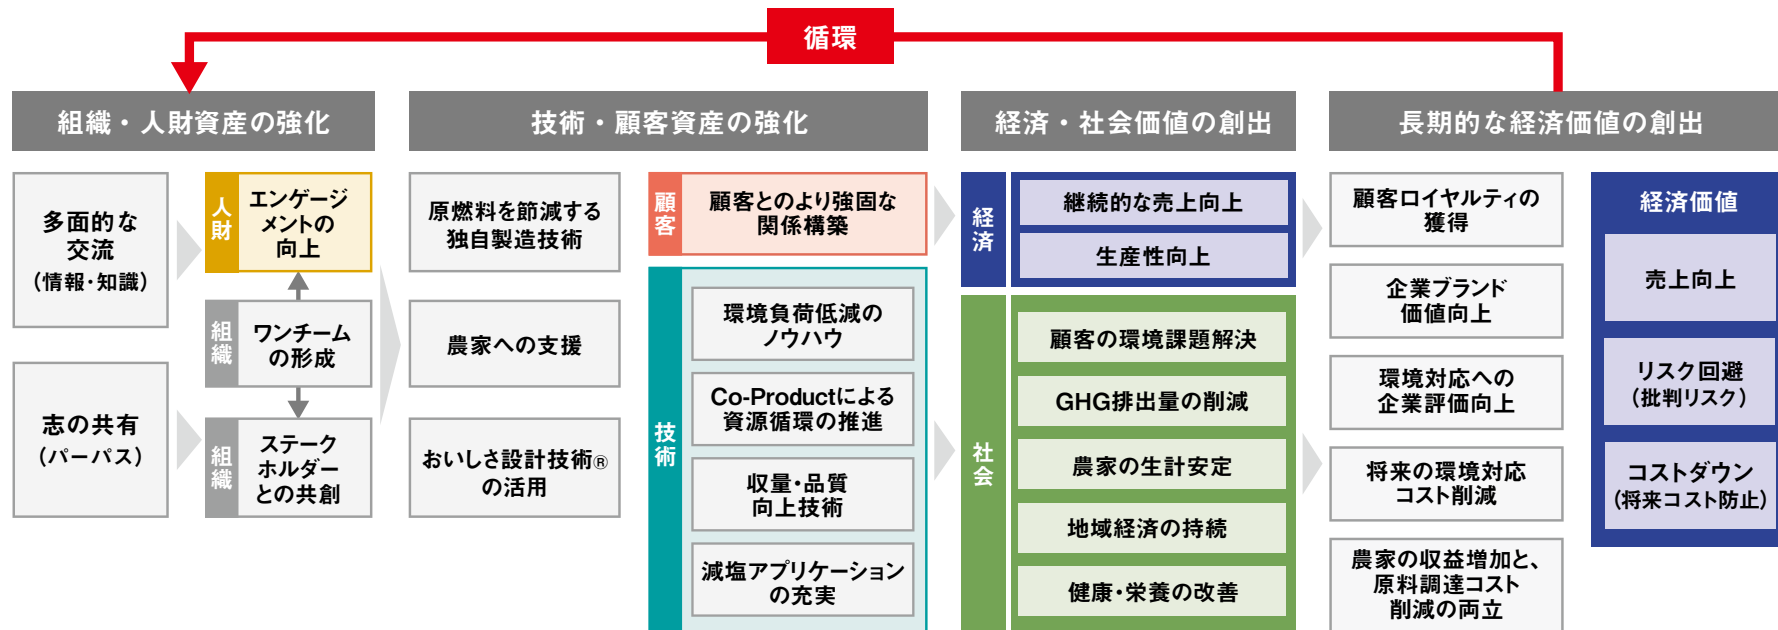 循環
組織・人財資産の強化
多面的な
交流
（情報・知識）
志の共有
（パーパス）
人財
エンゲージ
メントの
向上
組織
ワンチーム
の形成
組織
ステーク
ホルダー
との共創
技術・顧客資産の強化
原燃料を節減する
独自製造技術
農家への支援
おいしさ設計技術®
の活用
顧客
顧客とのより強固な
関係構築
技術
環境負荷低減の
ノウハウ
Co-Productによる
資源循環の推進
収量・品質
向上技術
減塩アプリケーション
の充実
経済・社会価値の創出
経済
継続的な売上向上
生産性向上
社会
顧客の環境課題解決
GHG排出量の削減
農家の生計安定
地域経済の持続
健康・栄養の改善
長期的な経済価値の創出
顧客ロイヤルティの
獲得
企業ブランド
価値向上
環境対応への
企業評価向上
将来の環境対応
コスト削減
農家の収益増加と、
原料調達コスト
削減の両立
経済価値
売上向上
リスク回避
（批判リスク）
コストダウン
（将来コスト防止）